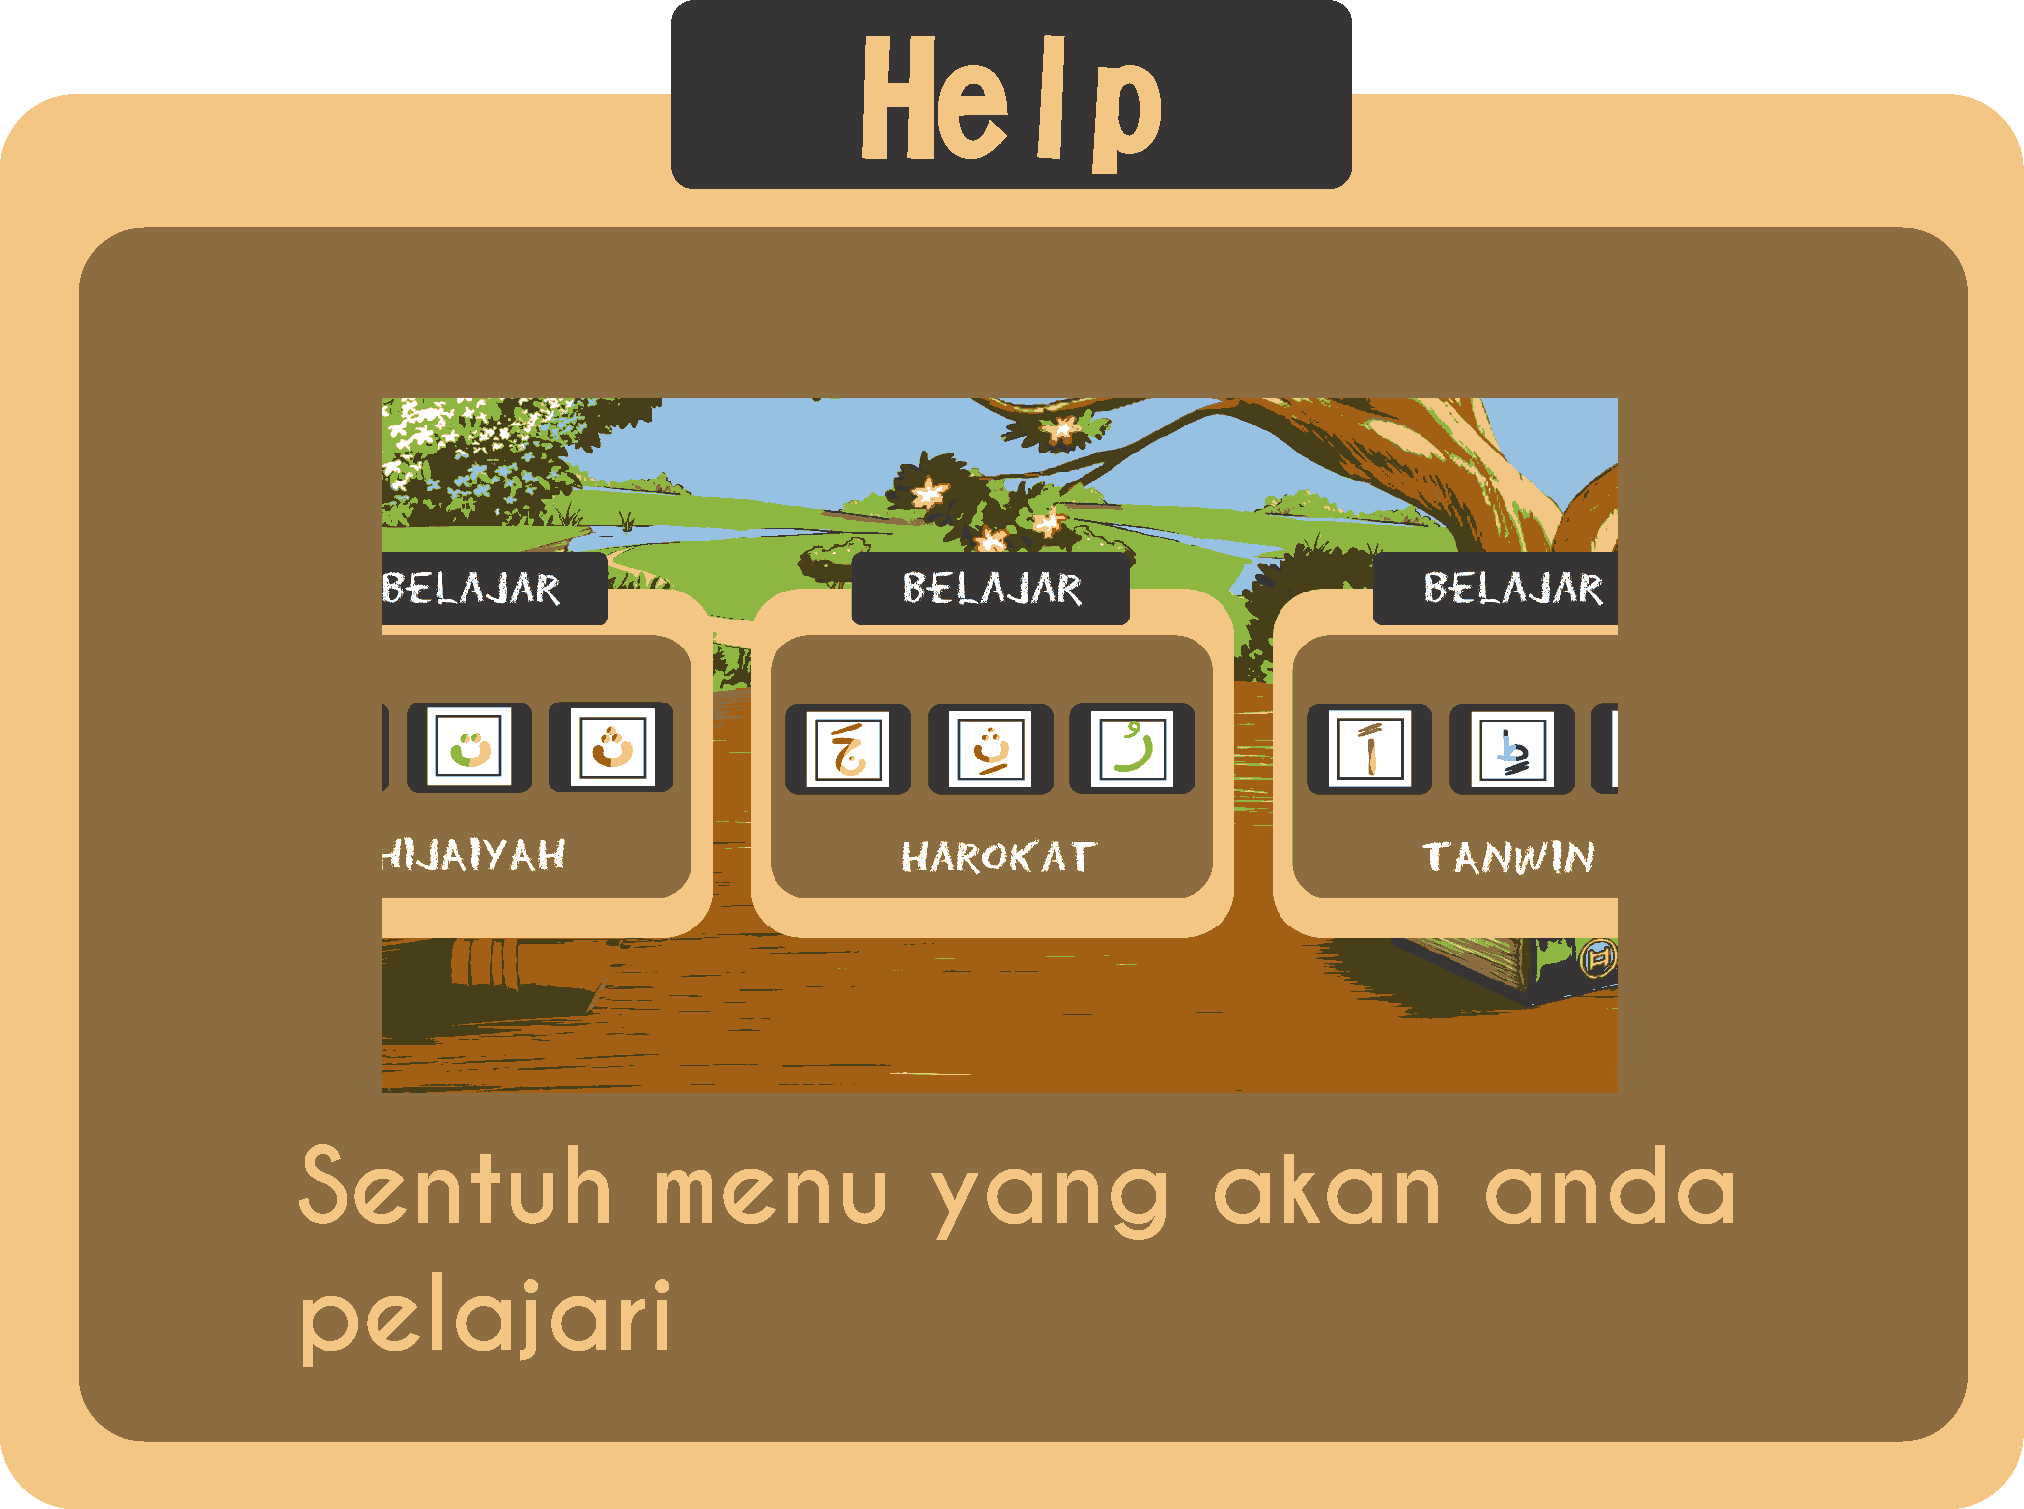 Help
BELAJAR BELAJAR BELAJAR
ت ث جً ثٍ رُ اً طٍ
HIJAIYAH HAROKAT TANWIN
Sentuh menu yang akan anda
pelajari